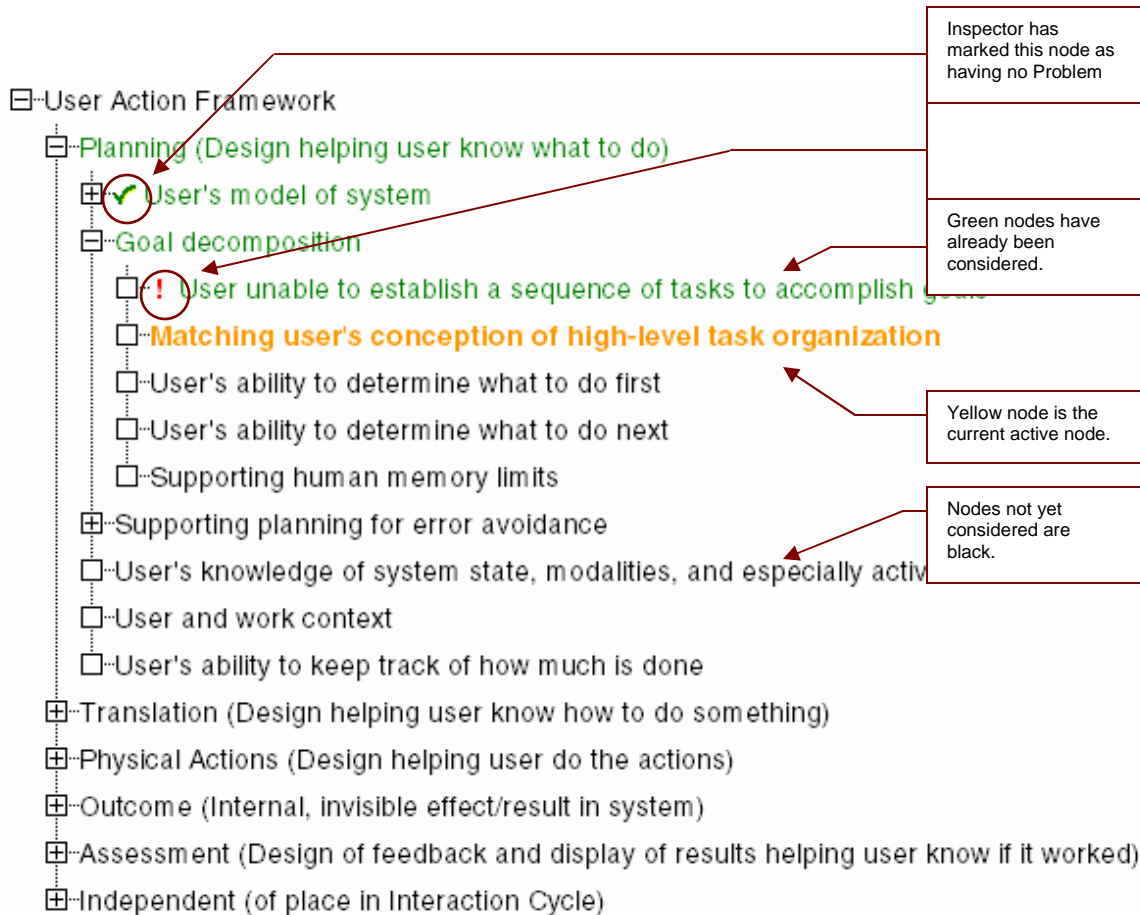 Inspector has
marked this node as
having no Problem
User Action Framework
Planning (Design helping user know what to do)
User's model of system
Goal decomposition
Green nodes have
already been
considered.
! User unable to establish a sequence of tasks to accomplish goals
Matching user's conception of high-level task organization
User's ability to determine what to do first
User's ability to determine what to do next
Yellow node is the
current active node.
Supporting human memory limits
Nodes not yet
considered are
black.
Supporting planning for error avoidance
User's knowledge of system state, modalities, and especially activ
User and work context
User's ability to keep track of how much is done
Translation (Design helping user know how to do something)
Physical Actions (Design helping user do the actions)
Outcome (Internal, invisible effect/result in system)
Assessment (Design of feedback and display of results helping user know if it worked)
Independent (of place in Interaction Cycle)